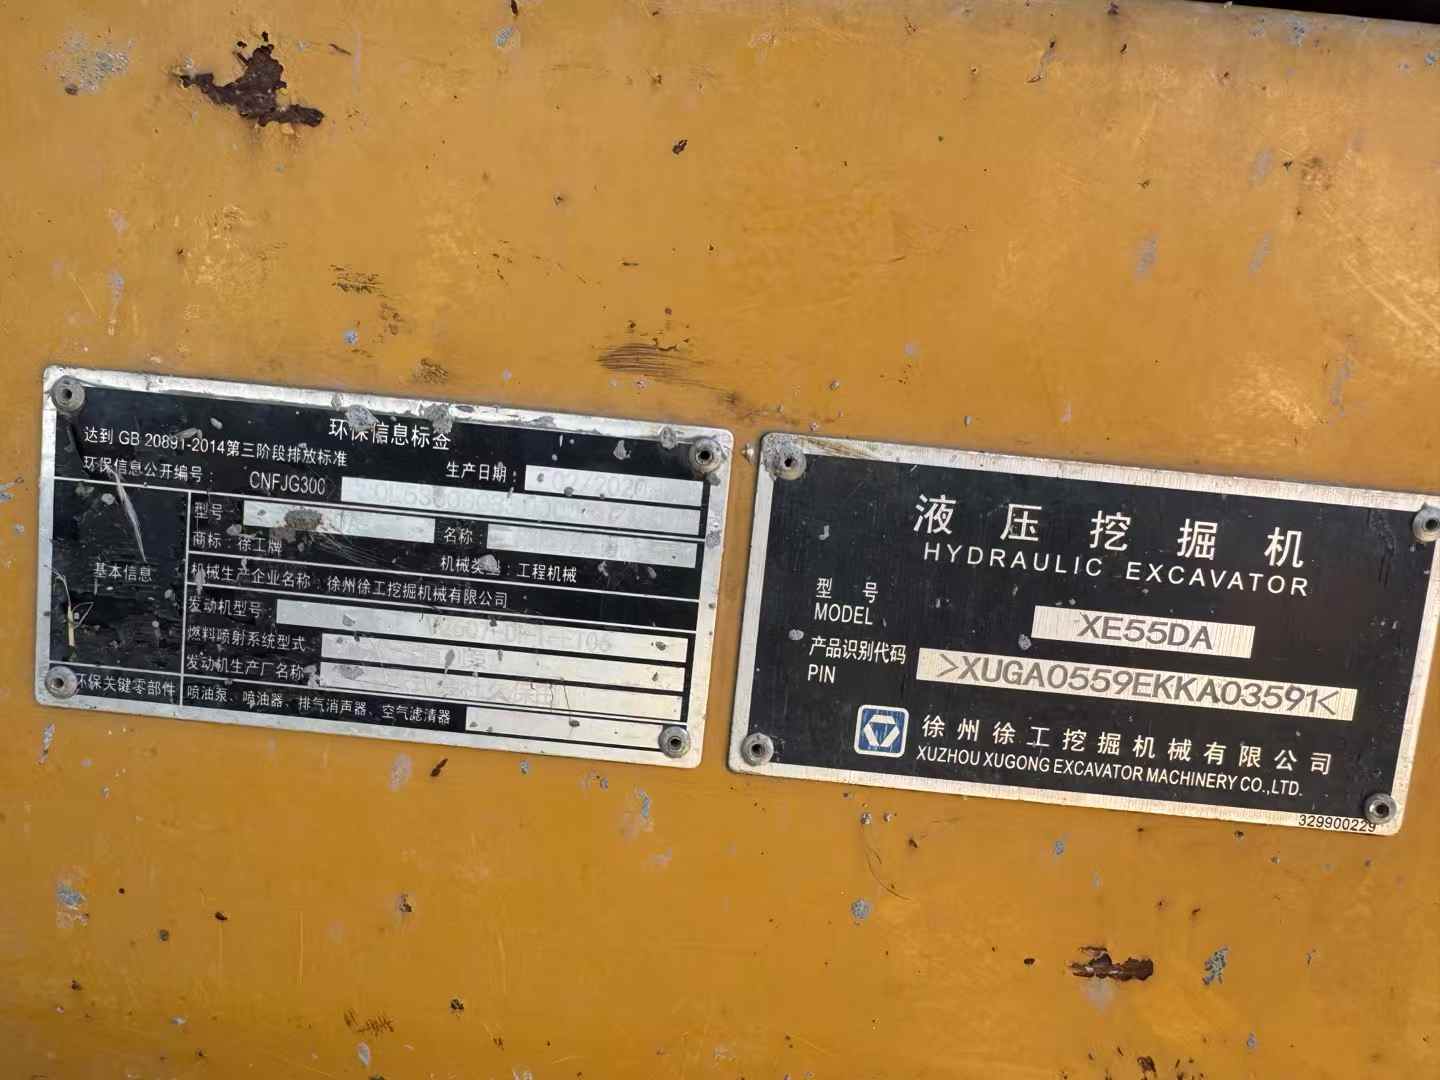 环保信息标签
达到 GB 20891-2014第三阶段排放标准
生产日期: 02/2020
环保信息公开编号: CNFJG300
基本信息
型号:
名称:
商标: 徐工牌
机械类型: 工程机械
机械生产企业名称: 徐州徐工挖掘机械有限公司
发动机型号:
燃料喷射系统型式
发动机生产厂名称
环保关键零部件
喷油泵、喷油器、排气消声器、空气滤清器
液压挖掘机
HYDRAULIC EXCAVATOR
型号
MODEL
XE55DA
产品识别代码
PIN
>XUGA0559EKKA03591<
徐州徐工挖掘机械有限公司
XUZHOU XUGONG EXCAVATOR MACHINERY CO.,LTD.
329900229